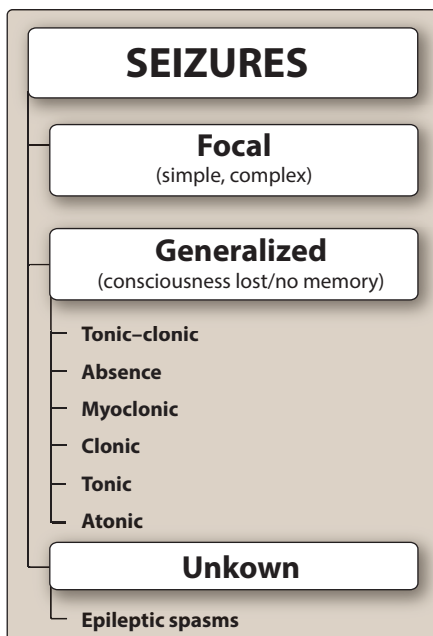 SEIZURES
Focal
(simple, complex)
Generalized
(consciousness lost/no memory)
Tonic–clonic
Absence
Myoclonic
Clonic
Tonic
Atonic
Unkown
Epileptic spasms